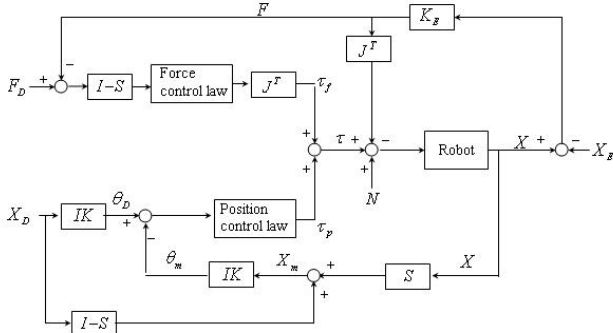 F
K_E
J^T
F_D + −
I−S
Force control law
J^T
τ_f
+
+
τ
+
−
+
N
Robot
X + −
X_E
X_D
IK
θ_D
+
−
Position control law
τ_p
θ_m
IK
X_m
+
+
S
X
I−S